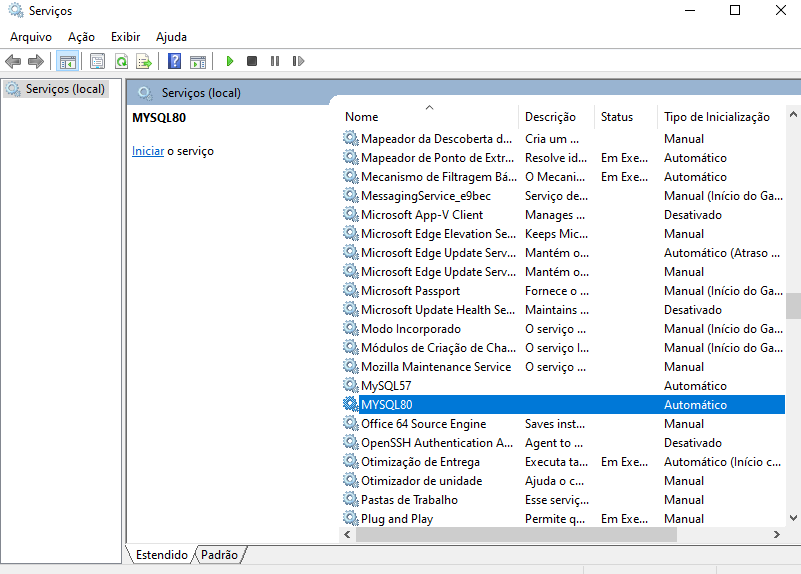 Serviços
Arquivo Ação Exibir Ajuda
Serviços (local)
Serviços (local)
MYSQL80
Iniciar o serviço
Nome Descrição Status Tipo de Inicialização
Mapeador da Descoberta d... Cria um ... Manual
Mapeador de Ponto de Extr... Resolve id... Em Exe... Automático
Mecanismo de Filtragem Bá... O Mecani... Em Exe... Automático
MessagingService_e9bec Serviço de... Manual (Início do Ga...
Microsoft App-V Client Manages ... Desativado
Microsoft Edge Elevation Se... Keeps Mic... Manual
Microsoft Edge Update Serv... Mantém o... Automático (Atraso ...
Microsoft Edge Update Serv... Mantém o... Manual
Microsoft Passport Fornece o ... Manual (Início do Ga...
Microsoft Update Health Se... Maintains ... Desativado
Modo Incorporado O serviço ... Manual (Início do Ga...
Módulos de Criação de Cha... O serviço I... Manual (Início do Ga...
Mozilla Maintenance Service O serviço ... Manual
MySQL57 Automático
MYSQL80 Automático
Office 64 Source Engine Saves inst... Manual
OpenSSH Authentication A... Agent to ... Desativado
Otimização de Entrega Executa ta... Em Exe... Automático (Início c...
Otimizador de unidade Ajuda o c... Manual
Pastas de Trabalho Esse serviç... Manual
Plug and Play Permite q... Em Exe... Manual
Estendido Padrão